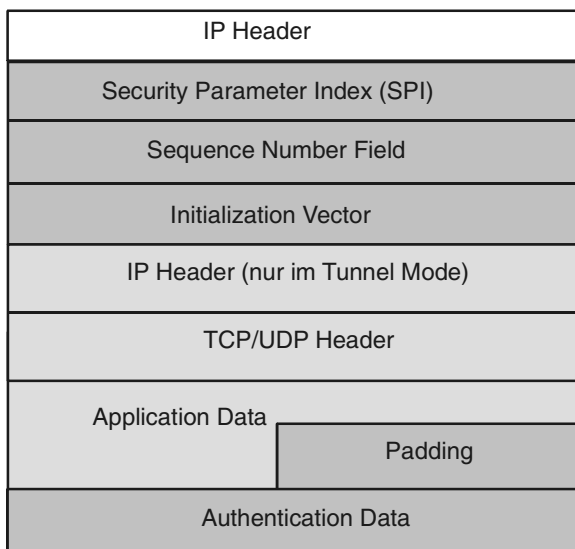 IP Header
Security Parameter Index (SPI)
Sequence Number Field
Initialization Vector
IP Header (nur im Tunnel Mode)
TCP/UDP Header
Application Data
Padding
Authentication Data